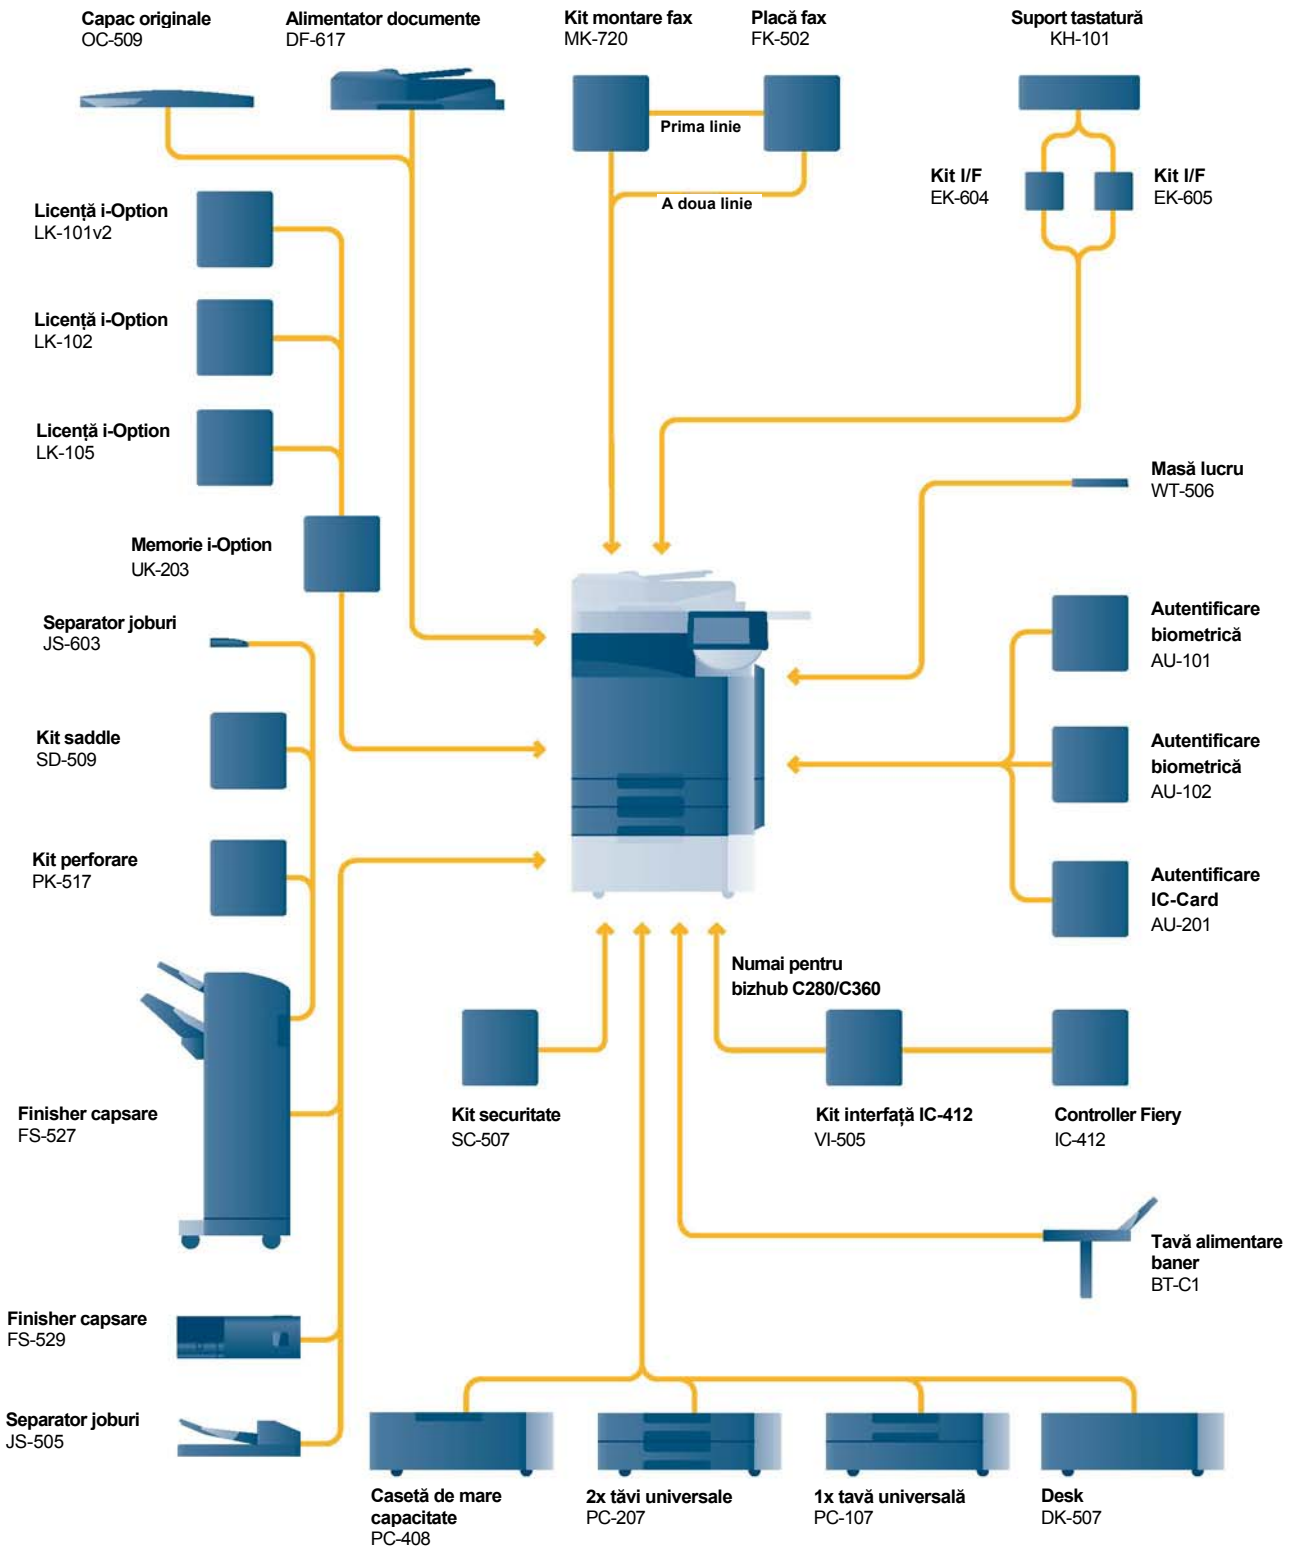 Capac originale
OC-509
Alimentator documente
DF-617
Kit montare fax
MK-720
Placă fax
FK-502
Suport tastatură
KH-101
Prima linie
A doua linie
Kit I/F
EK-604
Kit I/F
EK-605
Licență i-Option
LK-101v2
Licență i-Option
LK-102
Licență i-Option
LK-105
Masă lucru
WT-506
Memorie i-Option
UK-203
Separator joburi
JS-603
Autentificare
biometrică
AU-101
Kit saddle
SD-509
Autentificare
biometrică
AU-102
Kit perforare
PK-517
Autentificare
IC-Card
AU-201
Numai pentru
bizhub C280/C360
Finisher capsare
FS-527
Kit securitate
SC-507
Kit interfață IC-412
VI-505
Controller Fiery
IC-412
Tavă alimentare
baner
BT-C1
Finisher capsare
FS-529
Separator joburi
JS-505
Casetă de mare
capacitate
PC-408
2x tăvi universale
PC-207
1x tavă universală
PC-107
Desk
DK-507